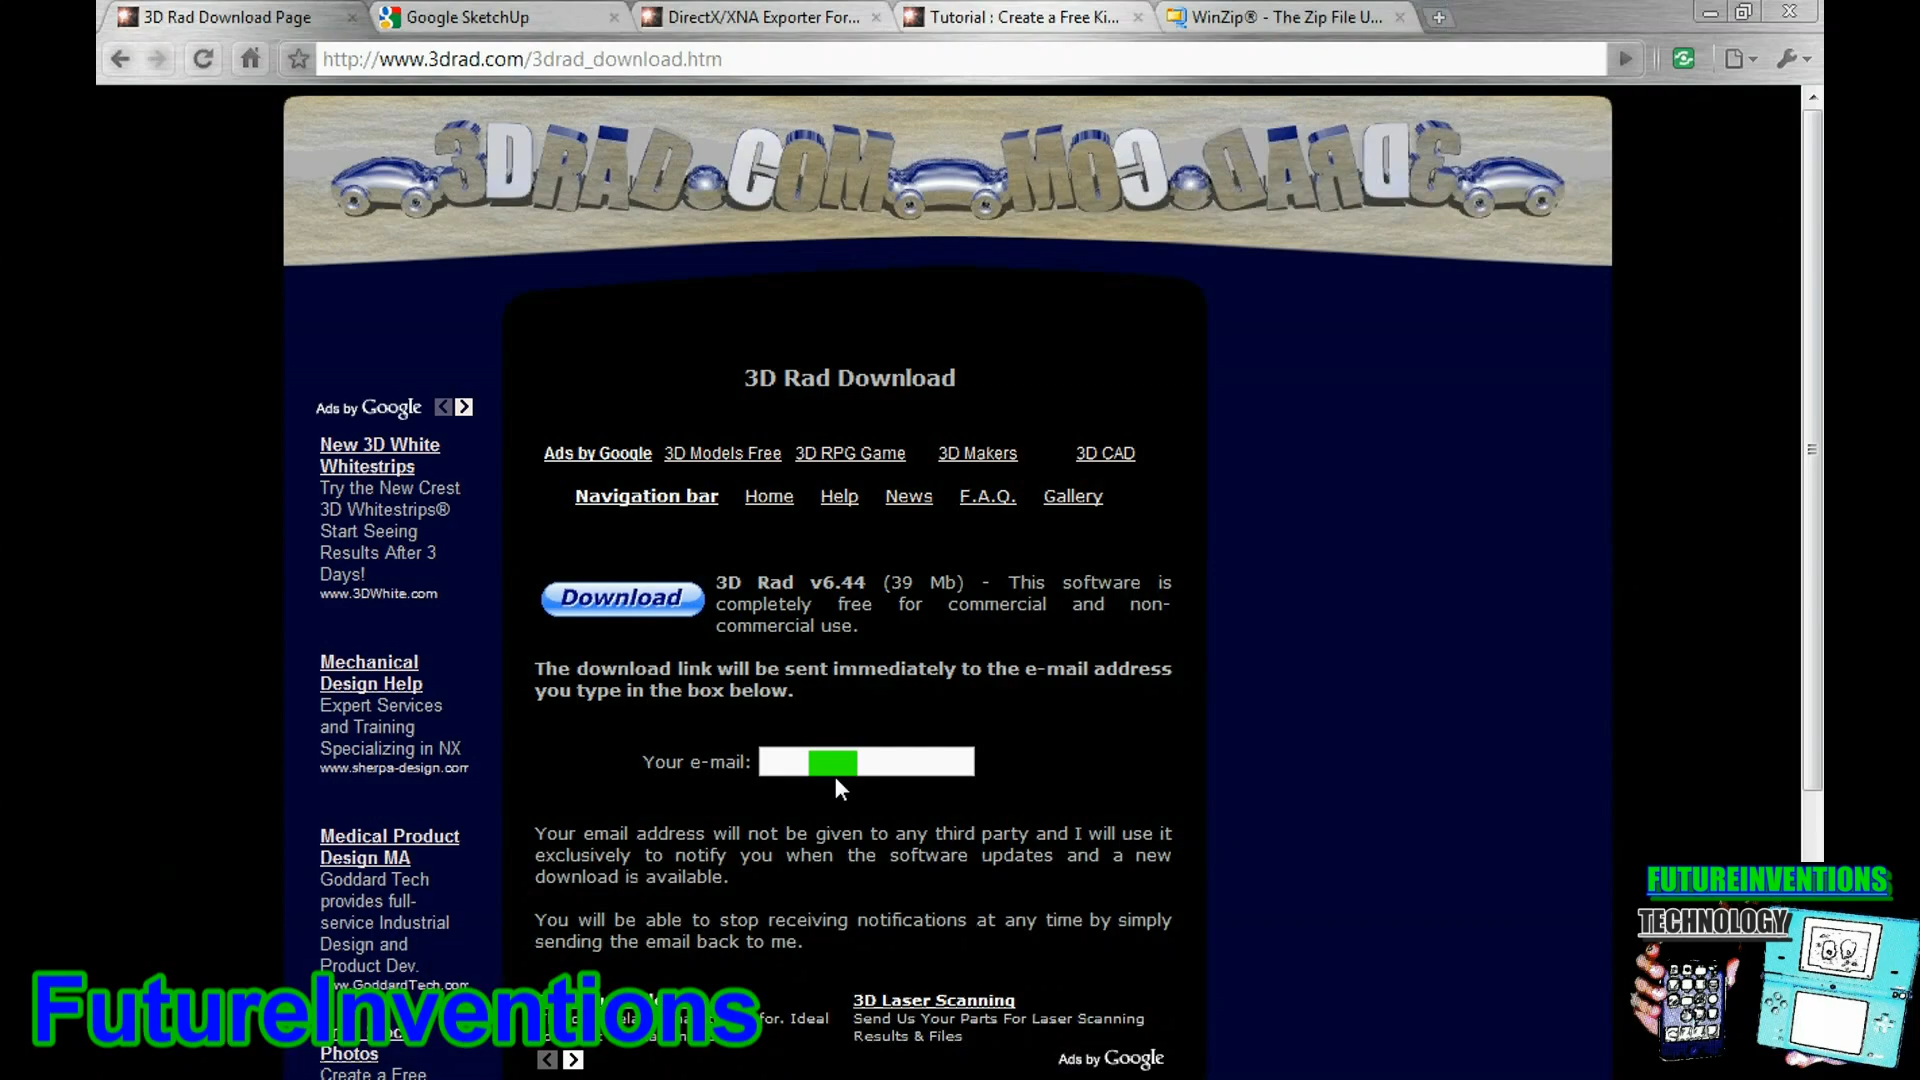 3D Rad Download Page
Google SketchUp
DirectX/XNA Exporter For...
Tutorial : Create a Free Ki...
WinZip® - The Zip File U...
http://www.3drad.com/3drad_download.htm
3DRAD.COM
3D Rad Download
Ads by Google
Ads by Google 3D Models Free 3D RPG Game 3D Makers 3D CAD
Navigation bar Home Help News F.A.Q. Gallery
New 3D White
Whitestrips
Try the New Crest
3D Whitestrips®
Start Seeing
Results After 3
Days!
www.3DWhite.com
Mechanical
Design Help
Expert Services
and Training
Specializing in NX
www.sherpa-design.com
Medical Product
Design MA
Goddard Tech
provides full-
service Industrial
Design and
Product Dev.
www.GoddardTech.com
Photos
Create a Free
Download
3D Rad v6.44 (39 Mb) - This software is
completely free for commercial and non-
commercial use.
The download link will be sent immediately to the e-mail address
you type in the box below.
Your e-mail:
Your email address will not be given to any third party and I will use it
exclusively to notify you when the software updates and a new
download is available.
You will be able to stop receiving notifications at any time by simply
sending the email back to me.
for. Ideal
3D Laser Scanning
Send Us Your Parts For Laser Scanning
Results & Files
Ads by Google
FutureInventions
FUTUREINVENTIONS
TECHNOLOGY